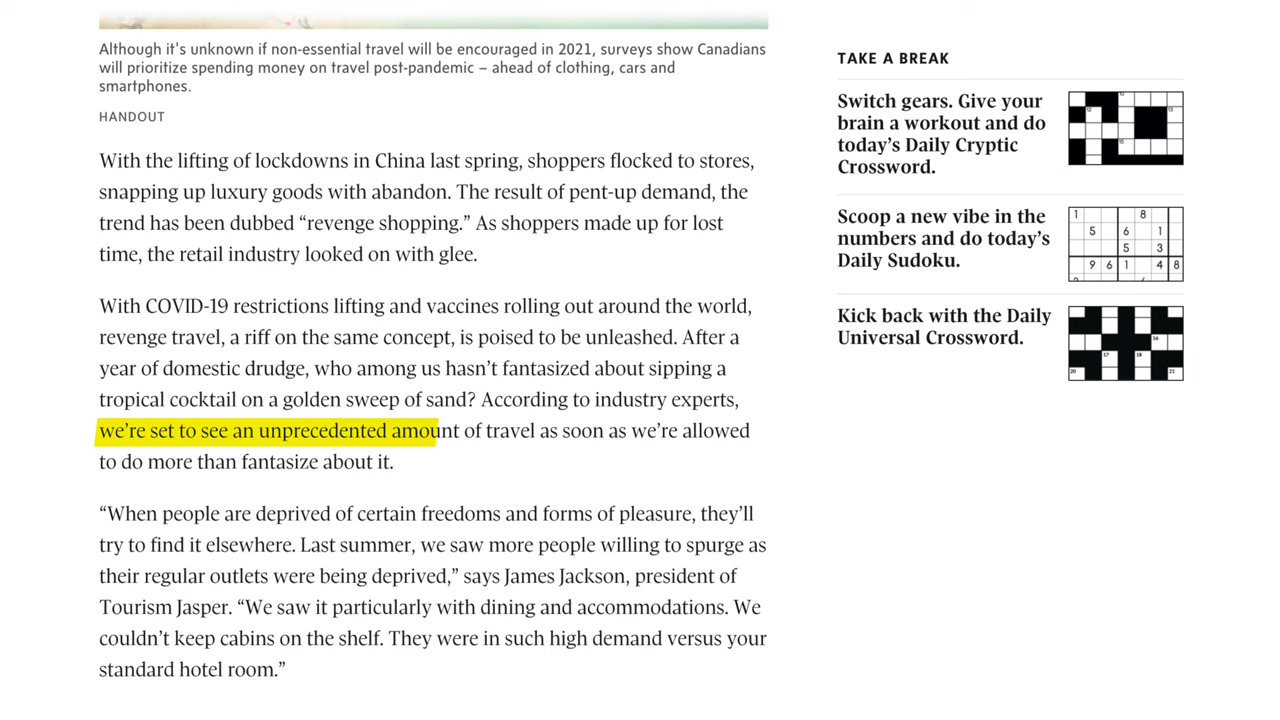 Although it's unknown if non-essential travel will be encouraged in 2021, surveys show Canadians
will prioritize spending money on travel post-pandemic – ahead of clothing, cars and
smartphones.
HANDOUT
With the lifting of lockdowns in China last spring, shoppers flocked to stores,
snapping up luxury goods with abandon. The result of pent-up demand, the
trend has been dubbed “revenge shopping.” As shoppers made up for lost
time, the retail industry looked on with glee.
With COVID-19 restrictions lifting and vaccines rolling out around the world,
revenge travel, a riff on the same concept, is poised to be unleashed. After a
year of domestic drudge, who among us hasn’t fantasized about sipping a
tropical cocktail on a golden sweep of sand? According to industry experts,
we’re set to see an unprecedented amount of travel as soon as we’re allowed
to do more than fantasize about it.
“When people are deprived of certain freedoms and forms of pleasure, they’ll
try to find it elsewhere. Last summer, we saw more people willing to spurge as
their regular outlets were being deprived,” says James Jackson, president of
Tourism Jasper. “We saw it particularly with dining and accommodations. We
couldn’t keep cabins on the shelf. They were in such high demand versus your
standard hotel room.”
TAKE A BREAK
Switch gears. Give your
brain a workout and do
today’s Daily Cryptic
Crossword.
Scoop a new vibe in the
numbers and do today’s
Daily Sudoku.
1 8
5 6 1
5 3
9 6 1 4 8
Kick back with the Daily
Universal Crossword.
16
17 18
20 21